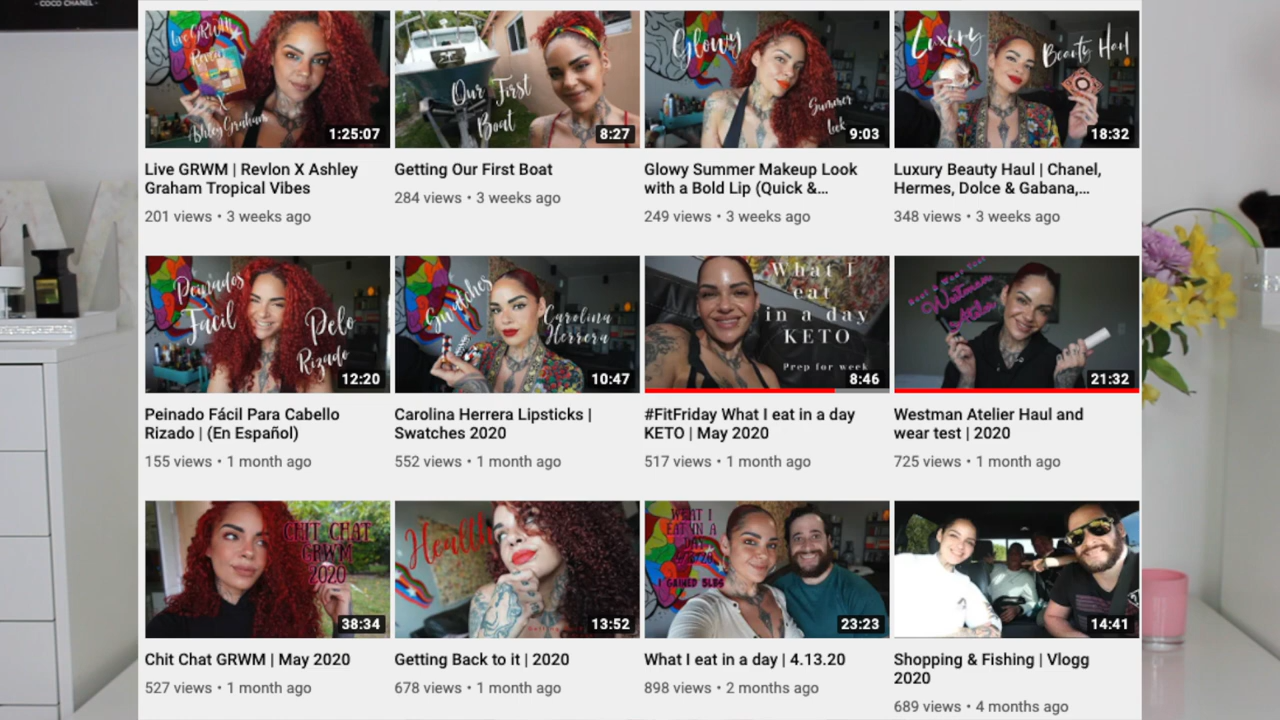 - COCO CHANEL -
Live GRWM
Revlon
X
Ashley Graham
1:25:07
Our First
Boat
8:27
Glowy
Summer
look
9:03
Luxury
Beauty Haul
18:32
Live GRWM | Revlon X Ashley
Graham Tropical Vibes
201 views • 3 weeks ago
Getting Our First Boat
284 views • 3 weeks ago
Glowy Summer Makeup Look
with a Bold Lip (Quick &...
249 views • 3 weeks ago
Luxury Beauty Haul | Chanel,
Hermes, Dolce & Gabana,...
348 views • 3 weeks ago
Peinados
Facil
Pelo
Rizado
12:20
Swatches
Carolina
Herrera
10:47
What I
eat
in a day
KETO
Prep for week
8:46
Westman
Atelier
21:32
Peinado Fácil Para Cabello
Rizado | (En Español)
155 views • 1 month ago
Carolina Herrera Lipsticks |
Swatches 2020
552 views • 1 month ago
#FitFriday What I eat in a day
KETO | May 2020
517 views • 1 month ago
Westman Atelier Haul and
wear test | 2020
725 views • 1 month ago
CHIT CHAT
GRWM
2020
38:34
Health
13:52
WHAT I
EAT IN A
DAY
I GAINED 5LBS
23:23
14:41
Chit Chat GRWM | May 2020
527 views • 1 month ago
Getting Back to it | 2020
678 views • 1 month ago
What I eat in a day | 4.13.20
898 views • 2 months ago
Shopping & Fishing | Vlogg
2020
689 views • 4 months ago